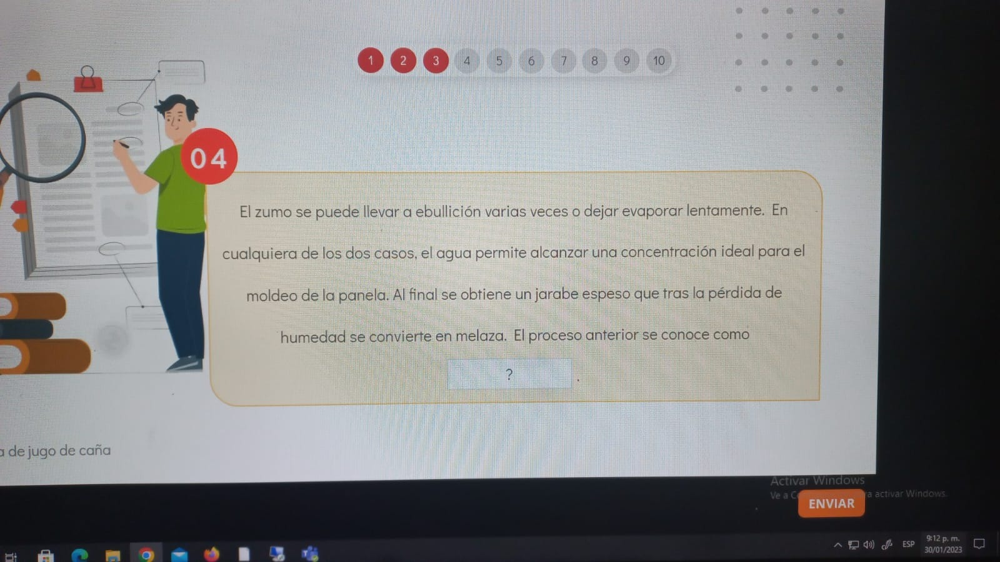 1 2 3 4 5 6 7 8 9 10
04
El zumo se puede llevar a ebullición varias veces o dejar evaporar lentamente. En
cualquiera de los dos casos, el agua permite alcanzar una concentración ideal para el
moldeo de la panela. Al final se obtiene un jarabe espeso que tras la pérdida de
humedad se convierte en melaza. El proceso anterior se conoce como
? .
a de jugo de caña
Activar Windows
Ve a C ra activar Windows.
ENVIAR
ESP
9:12 p. m.
30/01/2023